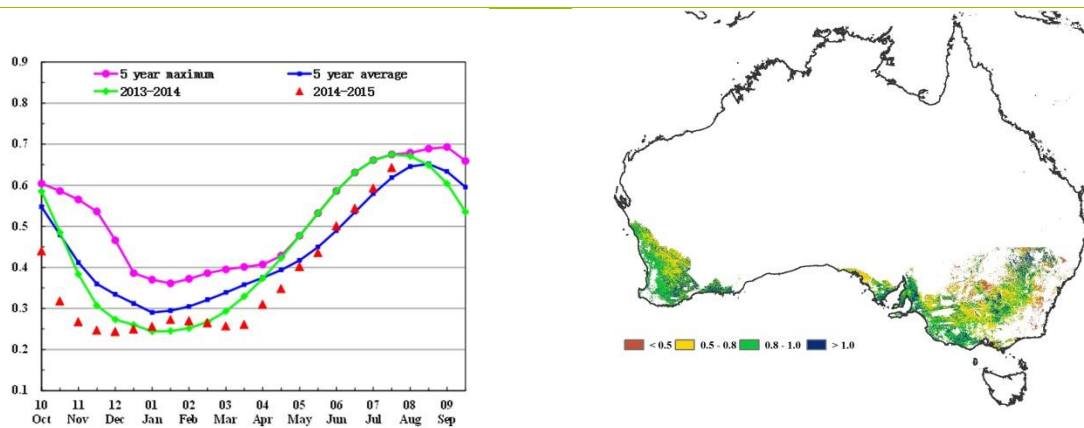 0.9
0.8
0.7
0.6
0.5
0.4
0.3
0.2
0.1
5 year maximum
5 year average
2013-2014
2014-2015
10 11 12 01 02 03 04 05 06 07 08 09
Oct Nov Dec Jan Feb Mar Apr May Jun Jul Aug Sep
< 0.5 0.5 - 0.8 0.8 - 1.0 > 1.0